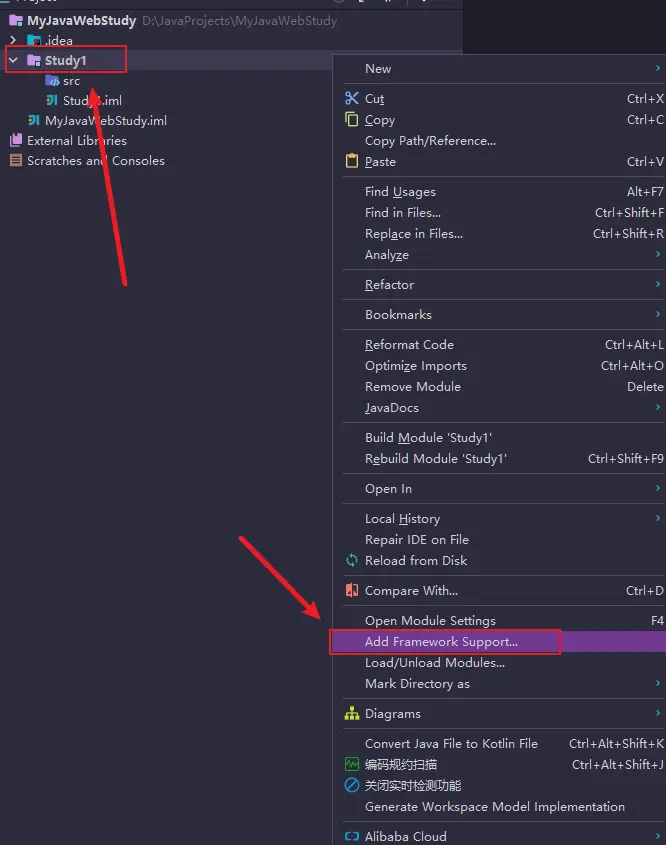 Project
MyJavaWebStudy D:\JavaProjects\MyJavaWebStudy
.idea
Study1
src
MyJavaWebStudy.iml
External Libraries
Scratches and Consoles
New
Cut Ctrl+X
Copy Ctrl+C
Copy Path/Reference...
Paste Ctrl+V
Find Usages Alt+F7
Find in Files... Ctrl+Shift+F
Replace in Files... Ctrl+Shift+R
Analyze
Refactor
Bookmarks
Reformat Code Ctrl+Alt+L
Optimize Imports Ctrl+Alt+O
Remove Module Delete
JavaDocs
Build Module 'Study1'
Rebuild Module 'Study1' Ctrl+Shift+F9
Open In
Local History
Repair IDE on File
Reload from Disk
Compare With... Ctrl+D
Open Module Settings F4
Add Framework Support...
Load/Unload Modules...
Mark Directory as
Diagrams
Convert Java File to Kotlin File Ctrl+Alt+Shift+K
编码规约扫描 Ctrl+Alt+Shift+J
关闭实时检测功能
Generate Workspace Model Implementation
Alibaba Cloud